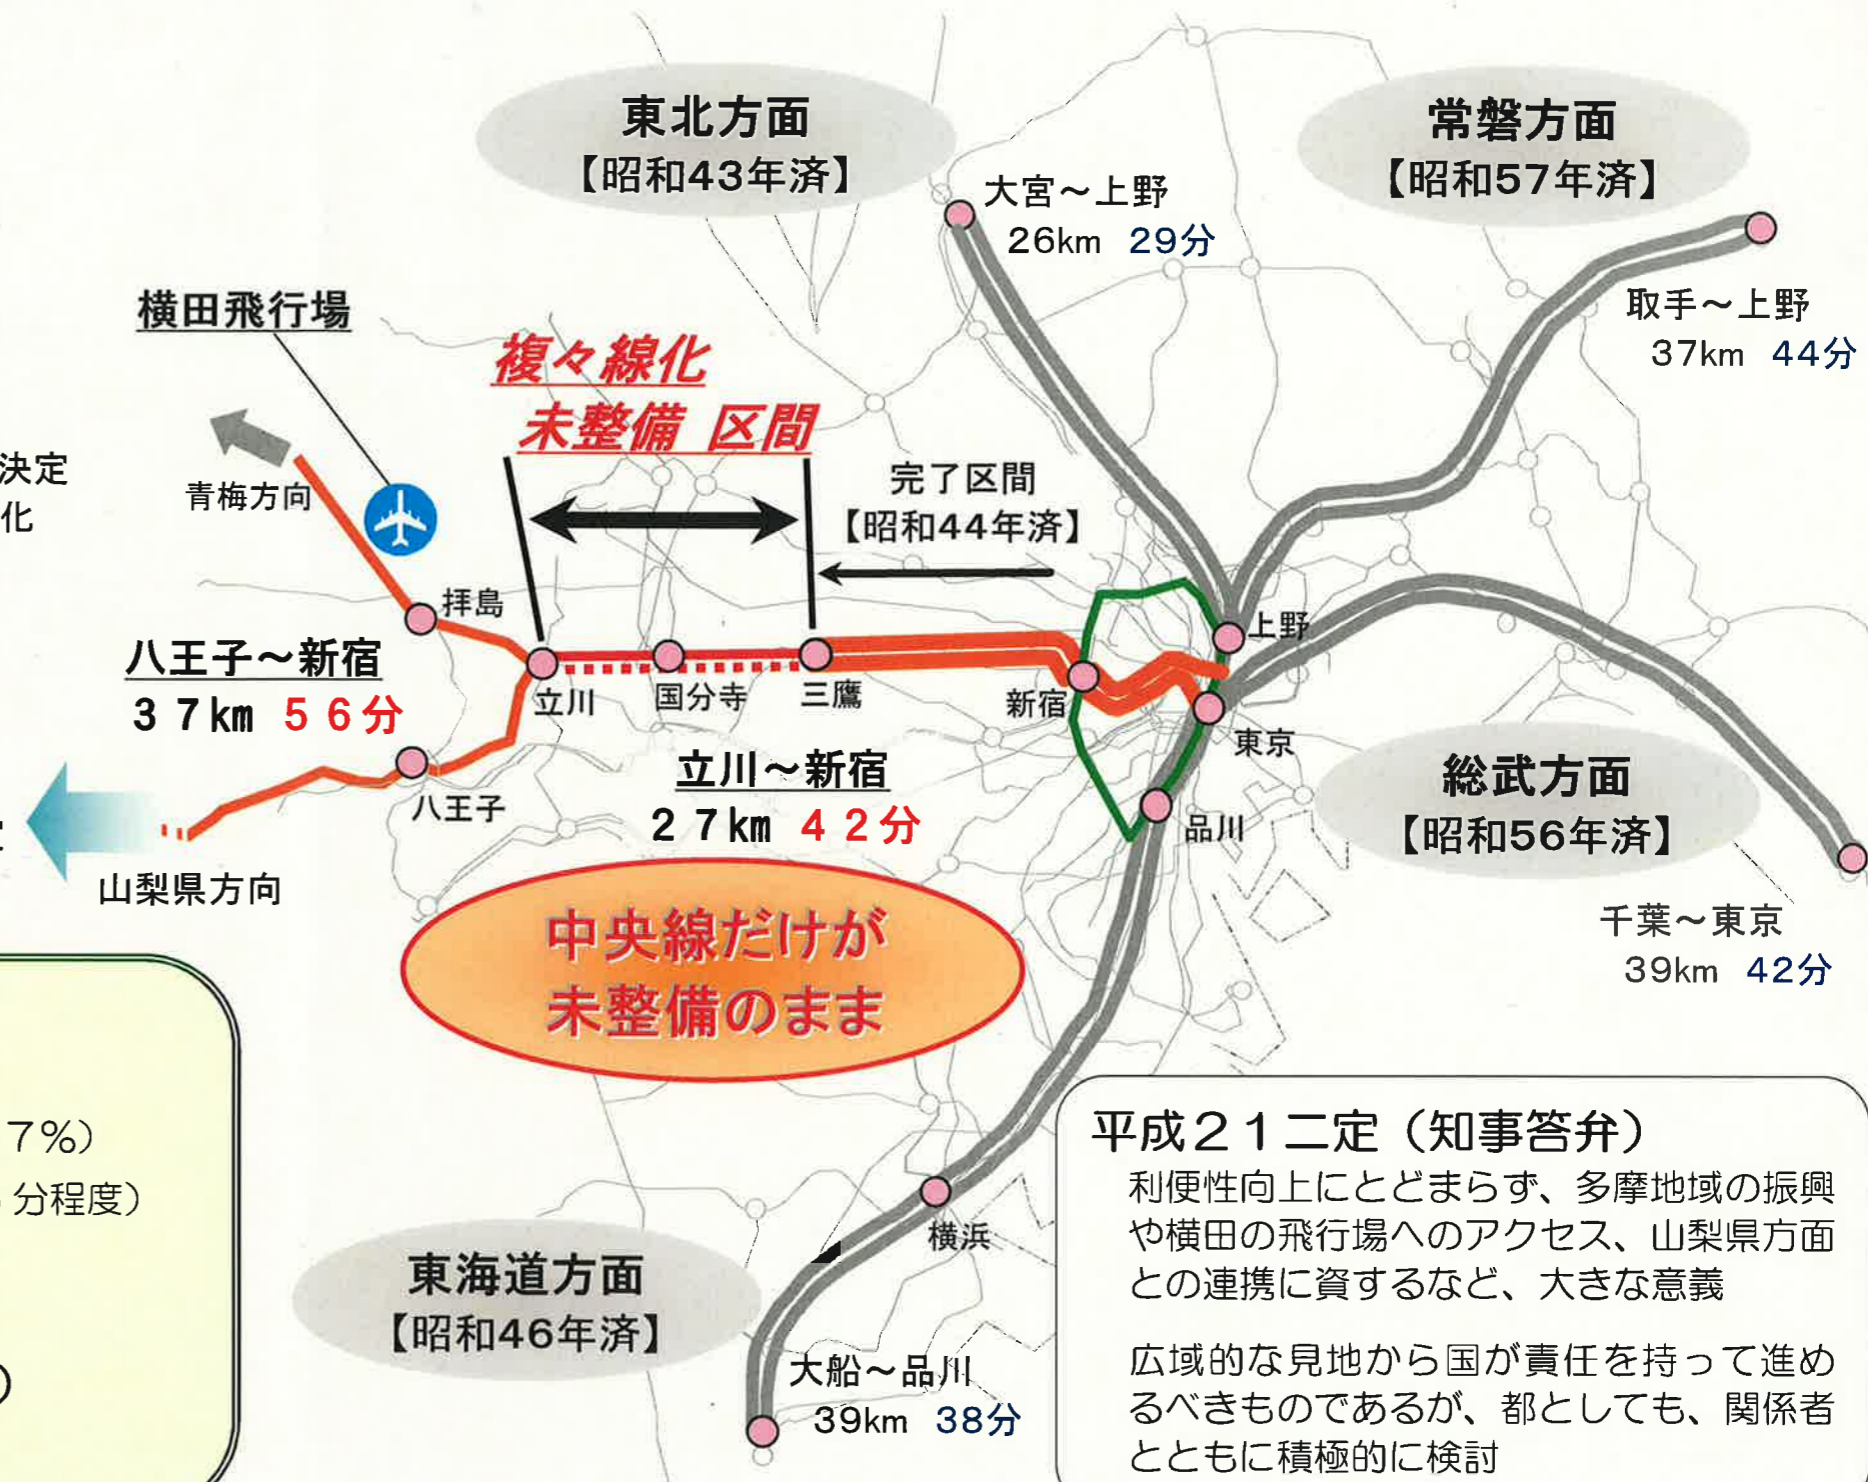 東北方面
【昭和43年済】
常磐方面
【昭和57年済】
大宮～上野
26km 29分
取手～上野
37km 44分
横田飛行場
複々線化
未整備 区間
決定
化
青梅方向
完了区間
【昭和44年済】
拝島
上野
八王子～新宿
37km 56分
立川
国分寺
三鷹
新宿
東京
立川～新宿
27km 42分
総武方面
【昭和56年済】
八王子
品川
山梨県方向
中央線だけが
未整備のまま
千葉～東京
39km 42分
7％）
分程度）
）
平成21二定（知事答弁）
利便性向上にとどまらず、多摩地域の振興
や横田の飛行場へのアクセス、山梨県方面
との連携に資するなど、大きな意義
広域的な見地から国が責任を持って進め
るべきものであるが、都としても、関係者
とともに積極的に検討
横浜
東海道方面
【昭和46年済】
大船～品川
39km 38分